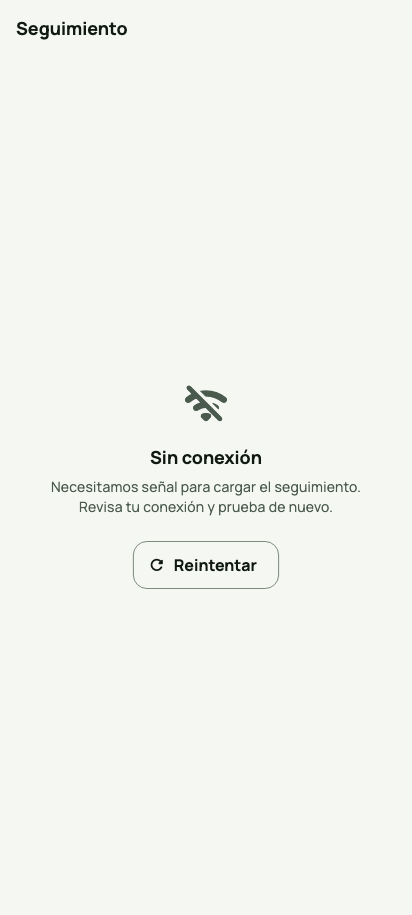 Seguimiento
Sin conexión
Necesitamos señal para cargar el seguimiento.
Revisa tu conexión y prueba de nuevo.
Reintentar